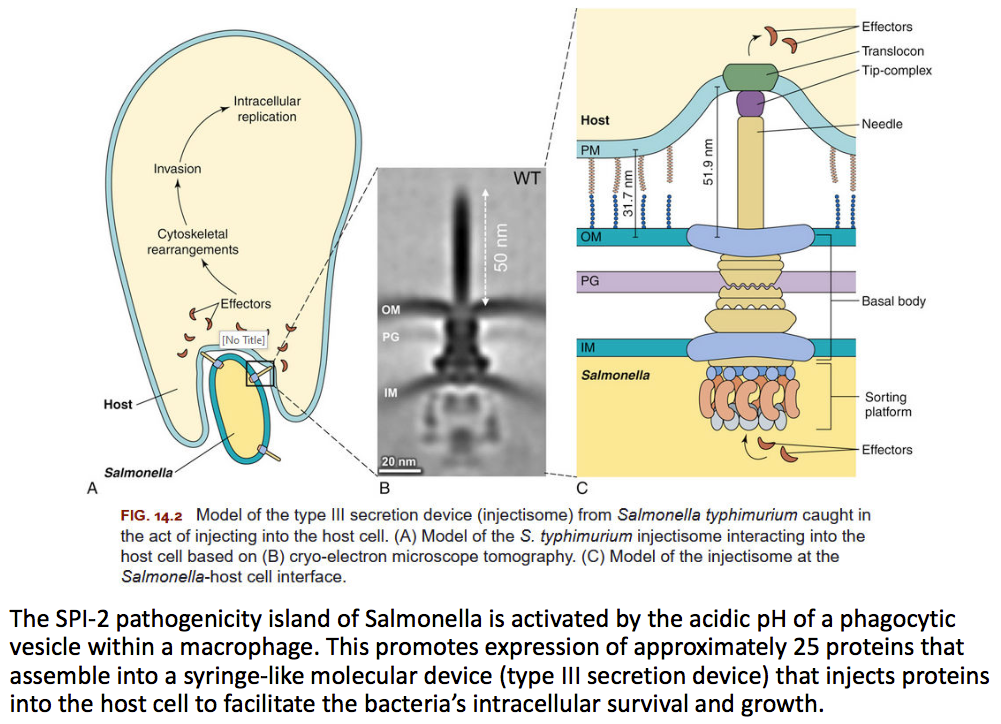 Intracellular
replication
Invasion
Cytoskeletal
rearrangements
Effectors
[No Title]
Host
Salmonella
A
WT
50 nm
OM
PG
IM
20 nm
B
Effectors
Translocon
Tip-complex
Needle
Host
PM
51.9 nm
31.7 nm
OM
PG
Basal body
IM
Salmonella
Sorting
platform
Effectors
C
FIG. 14.2 Model of the type III secretion device (injectisome) from Salmonella typhimurium caught in
the act of injecting into the host cell. (A) Model of the S. typhimurium injectisome interacting into the
host cell based on (B) cryo-electron microscope tomography. (C) Model of the injectisome at the
Salmonella-host cell interface.
The SPI-2 pathogenicity island of Salmonella is activated by the acidic pH of a phagocytic
vesicle within a macrophage. This promotes expression of approximately 25 proteins that
assemble into a syringe-like molecular device (type III secretion device) that injects proteins
into the host cell to facilitate the bacteria’s intracellular survival and growth.